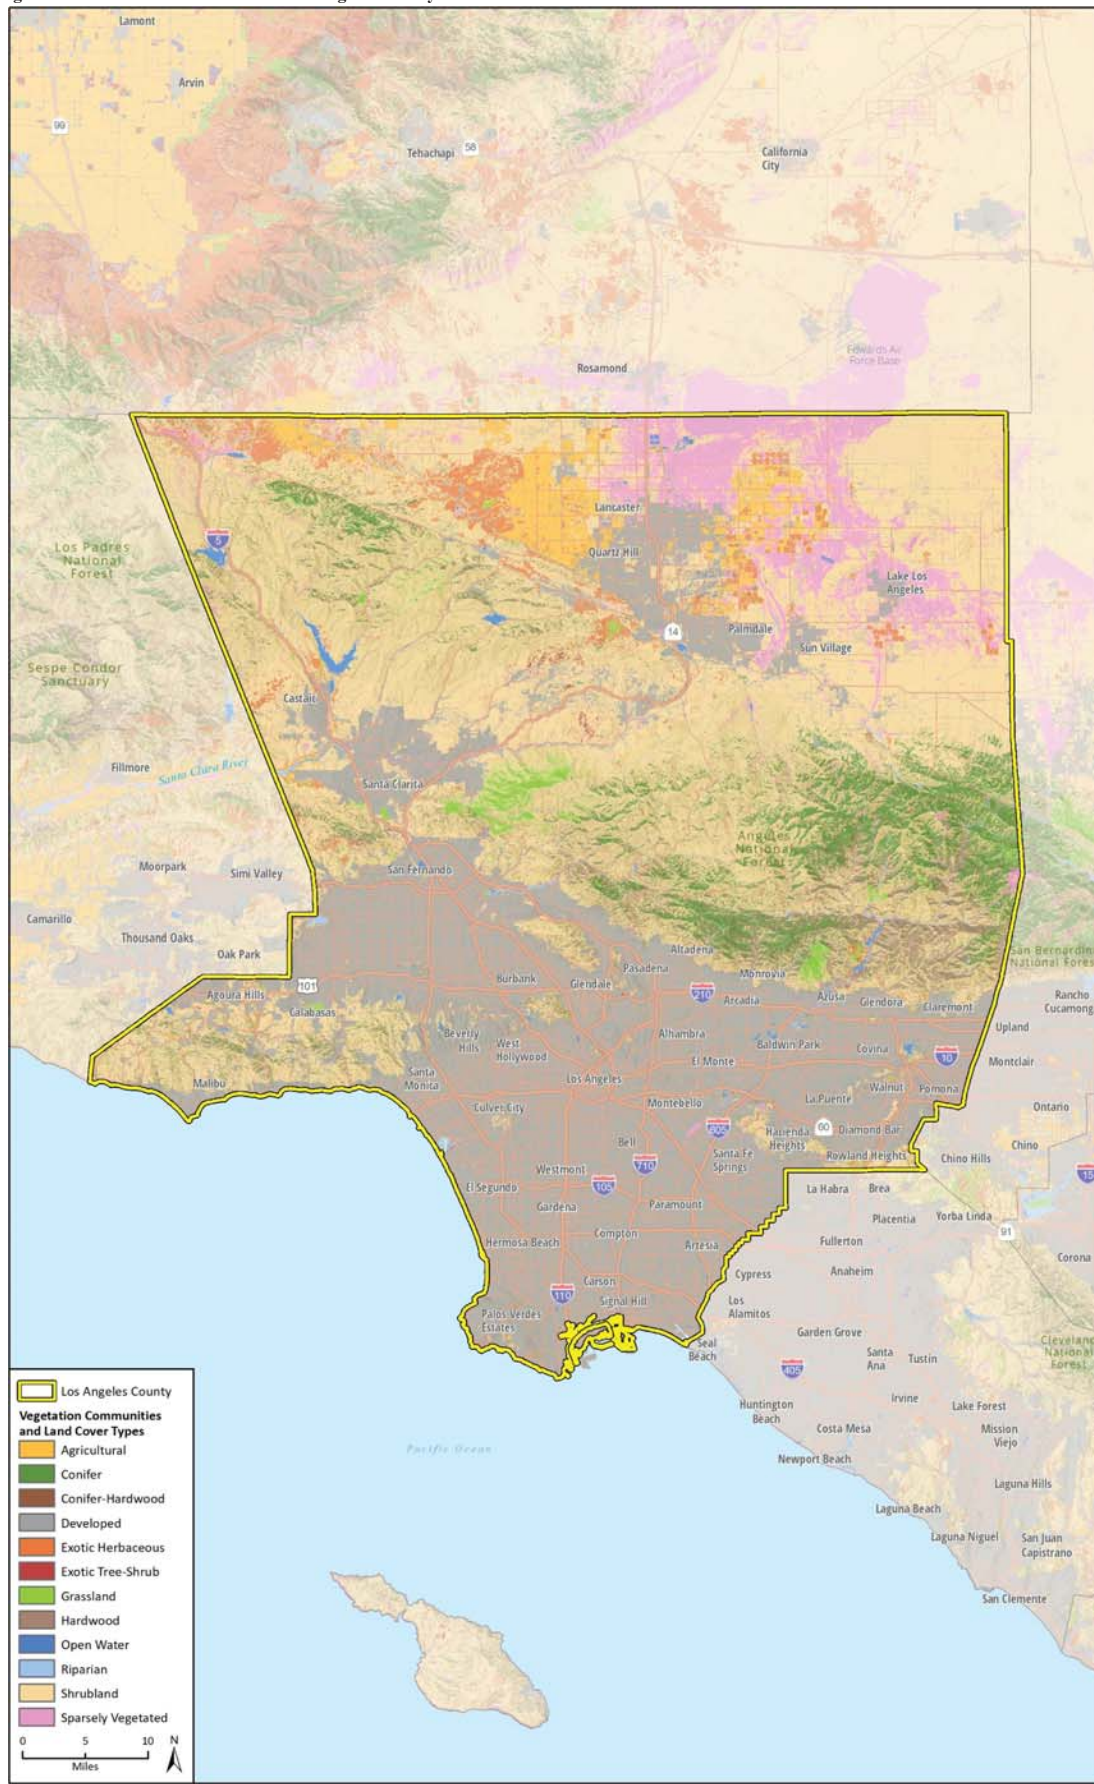 Lamont
Arvin
99
Tehachapi
58
California
City
Edwards Air
Force Base
Rosamond
Lancaster
5
Quartz Hill
Los Padres
National
Forest
Lake Los
Angeles
14
Palmdale
Sun Village
Sespe Condor
Sanctuary
Castaic
Fillmore
Santa Clara River
Santa Clarita
Angeles
National
Forest
Moorpark
Simi Valley
San Fernando
Camarillo
Thousand Oaks
Oak Park
Altadena
San Bernardino
National Forest
Pasadena
Monrovia
Burbank
Glendale
101
210
Agoura Hills
Arcadia
Azusa
Glendora
Claremont
Rancho
Cucamong
Calabasas
Upland
Beverly
Hills
West
Hollywood
Alhambra
Baldwin Park
Covina
10
El Monte
Montclair
Santa
Monica
Los Angeles
Malibu
Walnut
Pomona
La Puente
Culver City
Montebello
Ontario
605
60
Hacienda
Heights
Diamond Bar
Bell
Chino
Santa Fe
Springs
Rowland Heights
Chino Hills
710
Westmont
15
105
El Segundo
La Habra
Brea
Gardena
Paramount
Placentia
Yorba Linda
91
Compton
Fullerton
Hermosa Beach
Artesia
Corona
Cypress
Anaheim
Carson
110
Signal Hill
Los
Alamitos
Palos Verdes
Estates
Garden Grove
Seal
Beach
Cleveland
National
Forest
Santa
Ana
Tustin
405
Irvine
Lake Forest
Huntington
Beach
Costa Mesa
Mission
Viejo
Pacific Ocean
Newport Beach
Laguna Hills
Laguna Beach
Laguna Niguel
San Juan
Capistrano
San Clemente
Los Angeles County
Vegetation Communities
and Land Cover Types
Agricultural
Conifer
Conifer-Hardwood
Developed
Exotic Herbaceous
Exotic Tree-Shrub
Grassland
Hardwood
Open Water
Riparian
Shrubland
Sparsely Vegetated
0 5 10 N
Miles